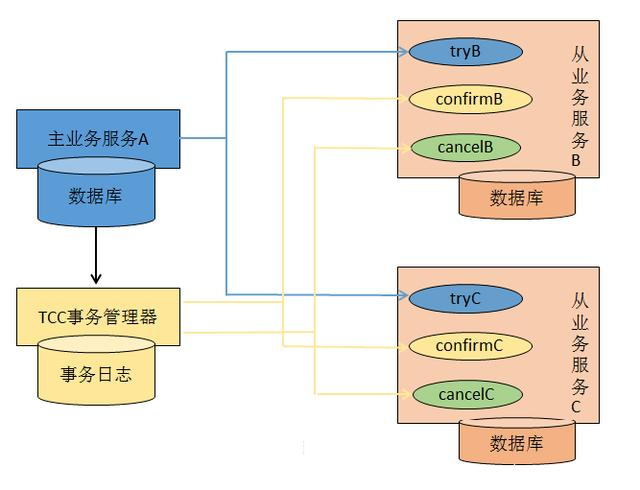 主业务服务A
数据库
TCC事务管理器
事务日志
tryB
confirmB
cancelB
从业务服务B
数据库
tryC
confirmC
cancelC
从业务服务C
数据库